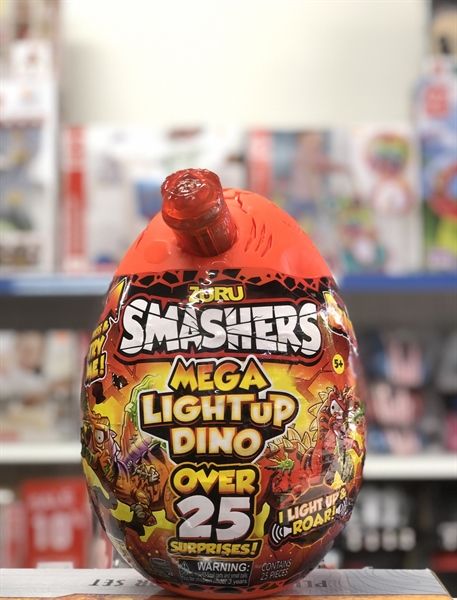 ZURU
SMASHERS
5+
MEGA
LIGHT UP
DINO
OVER
25
SURPRISES!
I LIGHT UP &
ROAR!
WARNING:
CONTAINS
25 PIECES